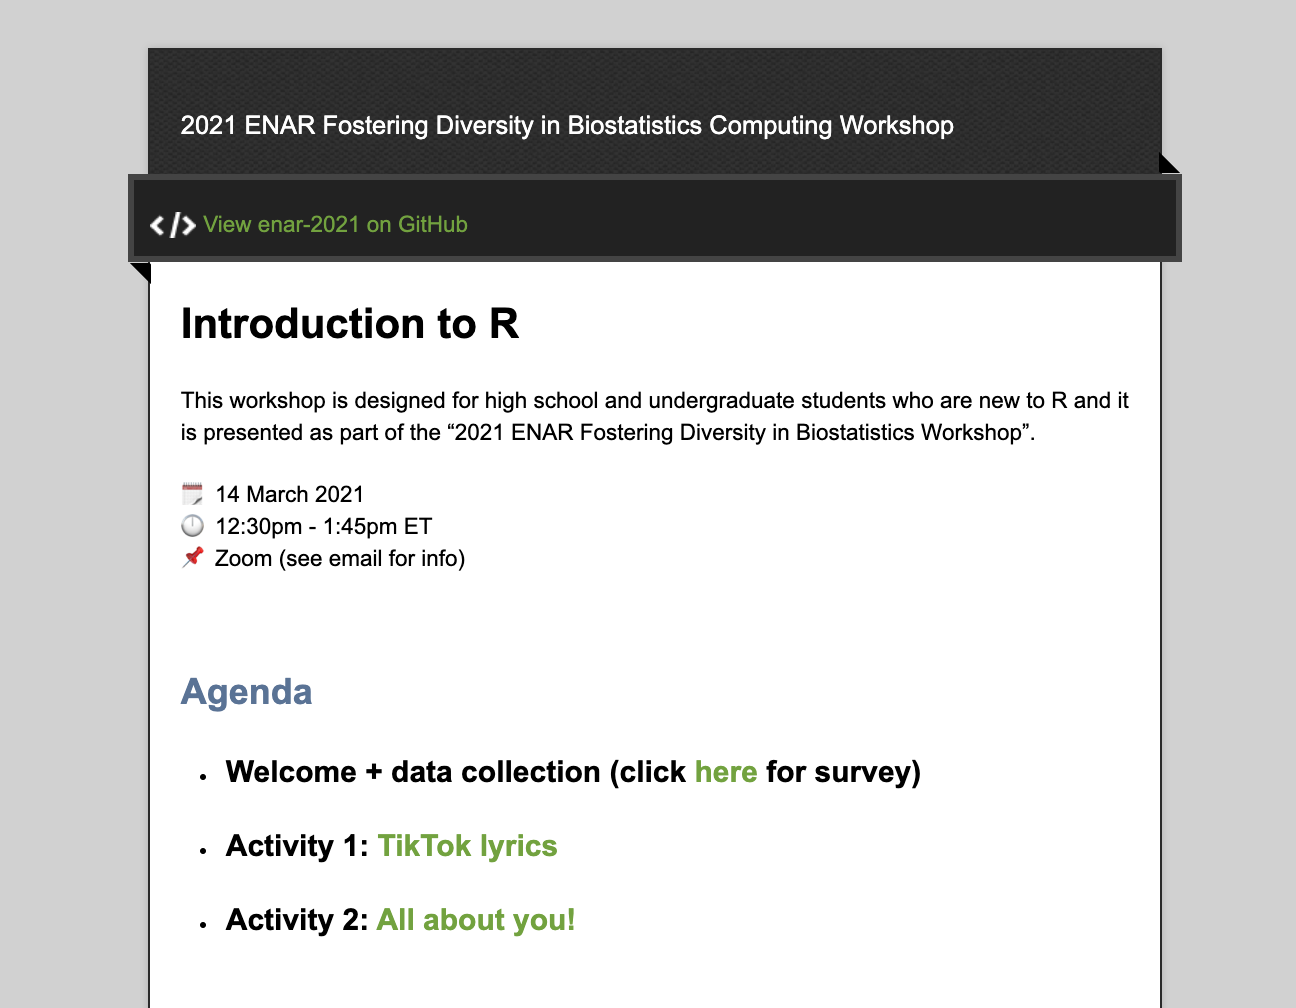 2021 ENAR Fostering Diversity in Biostatistics Computing Workshop
</> View enar-2021 on GitHub
Introduction to R
This workshop is designed for high school and undergraduate students who are new to R and it
is presented as part of the “2021 ENAR Fostering Diversity in Biostatistics Workshop”.
14 March 2021
12:30pm - 1:45pm ET
Zoom (see email for info)
Agenda
• Welcome + data collection (click here for survey)
• Activity 1: TikTok lyrics
• Activity 2: All about you!